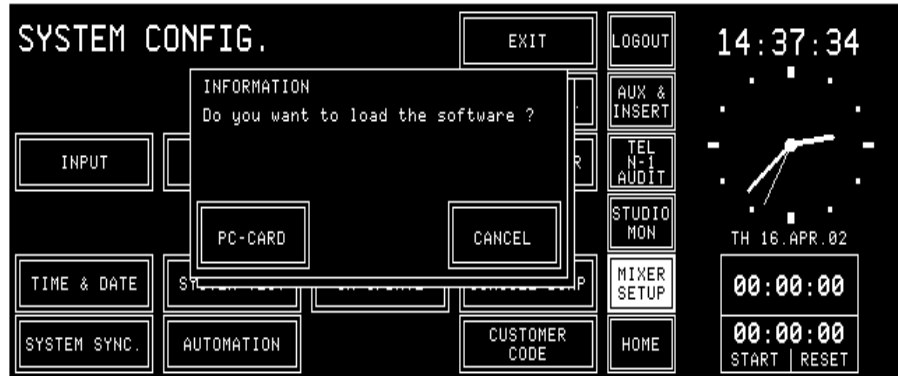 SYSTEM CONFIG.
EXIT
LOGOUT
14:37:34
INFORMATION
Do you want to load the software ?
AUX &
INSERT
INPUT
R
TEL
N-1
AUDIT
PC-CARD
CANCEL
STUDIO
MON
TH 16.APR.02
TIME & DATE
MIXER
SETUP
00:00:00
SYSTEM SYNC.
AUTOMATION
CUSTOMER
CODE
HOME
00:00:00
START
RESET